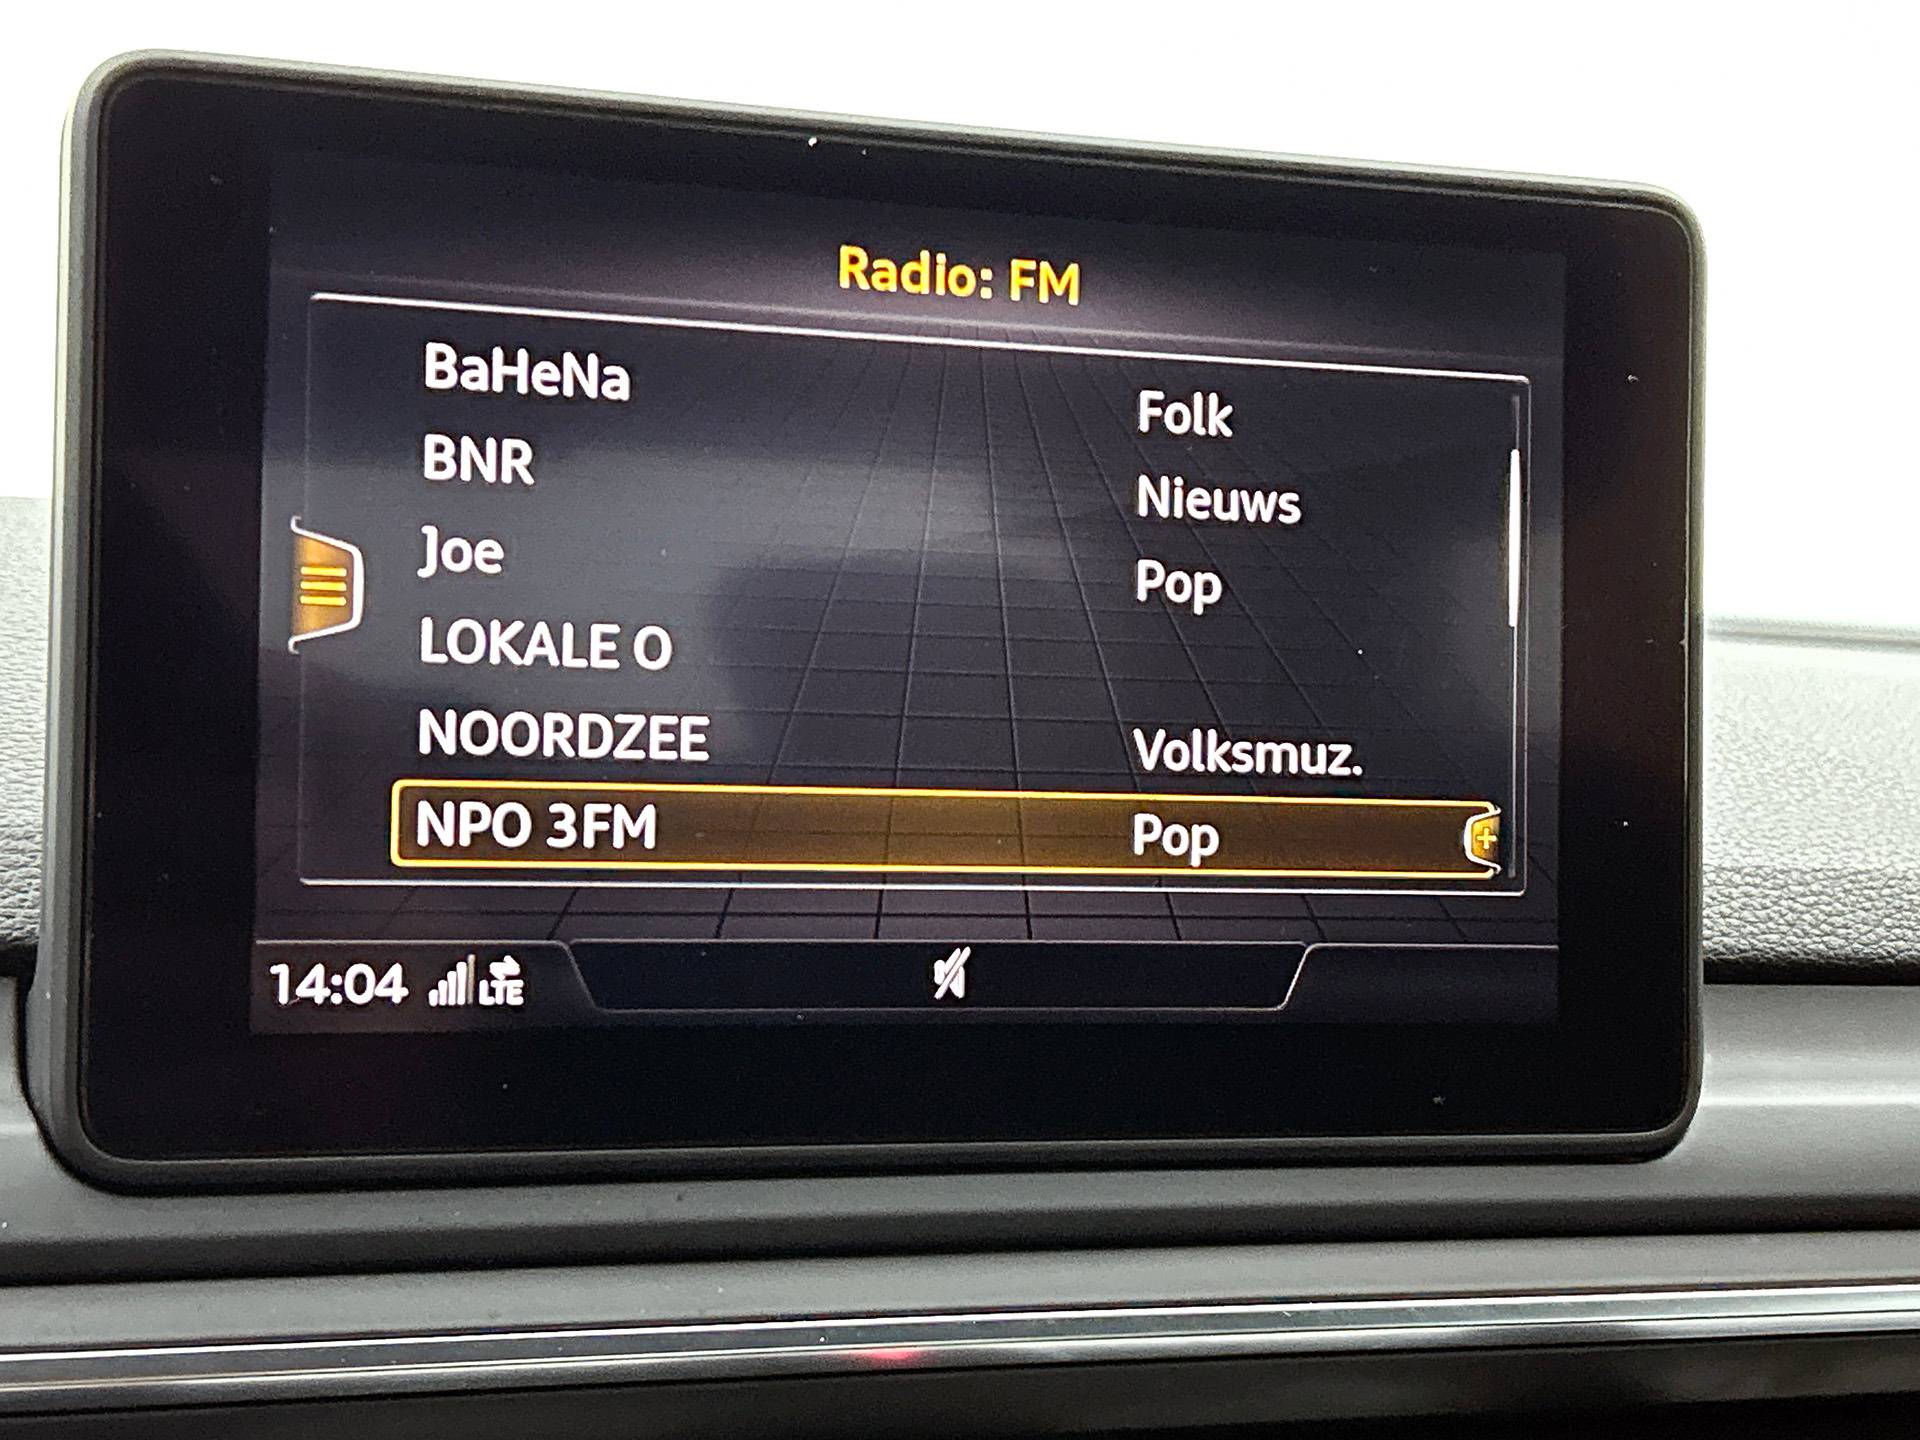 Radio: FM
BaHeNa Folk
BNR Nieuws
Joe Pop
LOKALE O
NOORDZEE Volksmuz.
NPO 3FM Pop
14:04 LTE